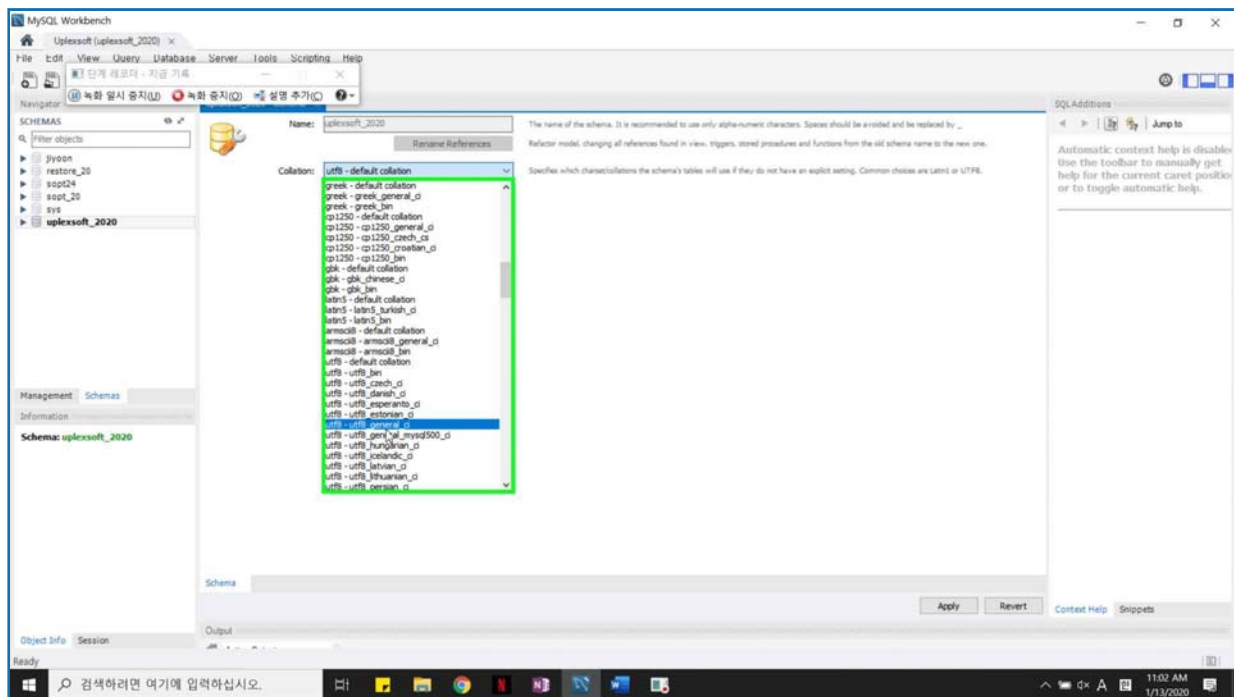 MySQL Workbench
Uplexsoft (uplexsoft_2020) ×
File Edit View Query Database Server Tools Scripting Help
단계 레코더 - 지금 기록
녹화 일시 중지(U) 녹화 중지(O) 설명 추가(C)
Navigator
SCHEMAS
Filter objects
jiyoon
restore_20
sopt24
sopt_20
sys
uplexsoft_2020
Management Schemas
Information
Schema: uplexsoft_2020
Object Info Session
Ready
Name: uplexsoft_2020
The name of the schema. It is recommended to use only alpha-numeric characters. Spaces should be avoided and be replaced by _
Rename References
Refactor model, changing all references found in view, triggers, stored procedures and functions from the old schema name to the new one.
Collation: utf8 - default collation
Specifies which charset/collations the schema's tables will use if they do not have an explicit setting. Common choices are Latin1 or UTF8.
greek - default collation
greek - greek_general_ci
greek - greek_bin
cp1250 - default collation
cp1250 - cp1250_general_ci
cp1250 - cp1250_czech_cs
cp1250 - cp1250_croatian_ci
cp1250 - cp1250_bin
gbk - default collation
gbk - gbk_chinese_ci
gbk - gbk_bin
latin5 - default collation
latin5 - latin5_turkish_ci
latin5 - latin5_bin
armscii8 - default collation
armscii8 - armscii8_general_ci
armscii8 - armscii8_bin
utf8 - default collation
utf8 - utf8_bin
utf8 - utf8_czech_ci
utf8 - utf8_danish_ci
utf8 - utf8_esperanto_ci
utf8 - utf8_estonian_ci
utf8 - utf8_general_ci
utf8 - utf8_general_mysql500_ci
utf8 - utf8_hungarian_ci
utf8 - utf8_icelandic_ci
utf8 - utf8_latvian_ci
utf8 - utf8_lithuanian_ci
utf8 - utf8_persian_ci
Schema
Apply Revert
Output
SQLAdditions
Jump to
Automatic context help is disable
Use the toolbar to manually get
help for the current caret positio
or to toggle automatic help.
Context Help Snippets
검색하려면 여기에 입력하십시오.
A
11:02 AM
1/13/2020